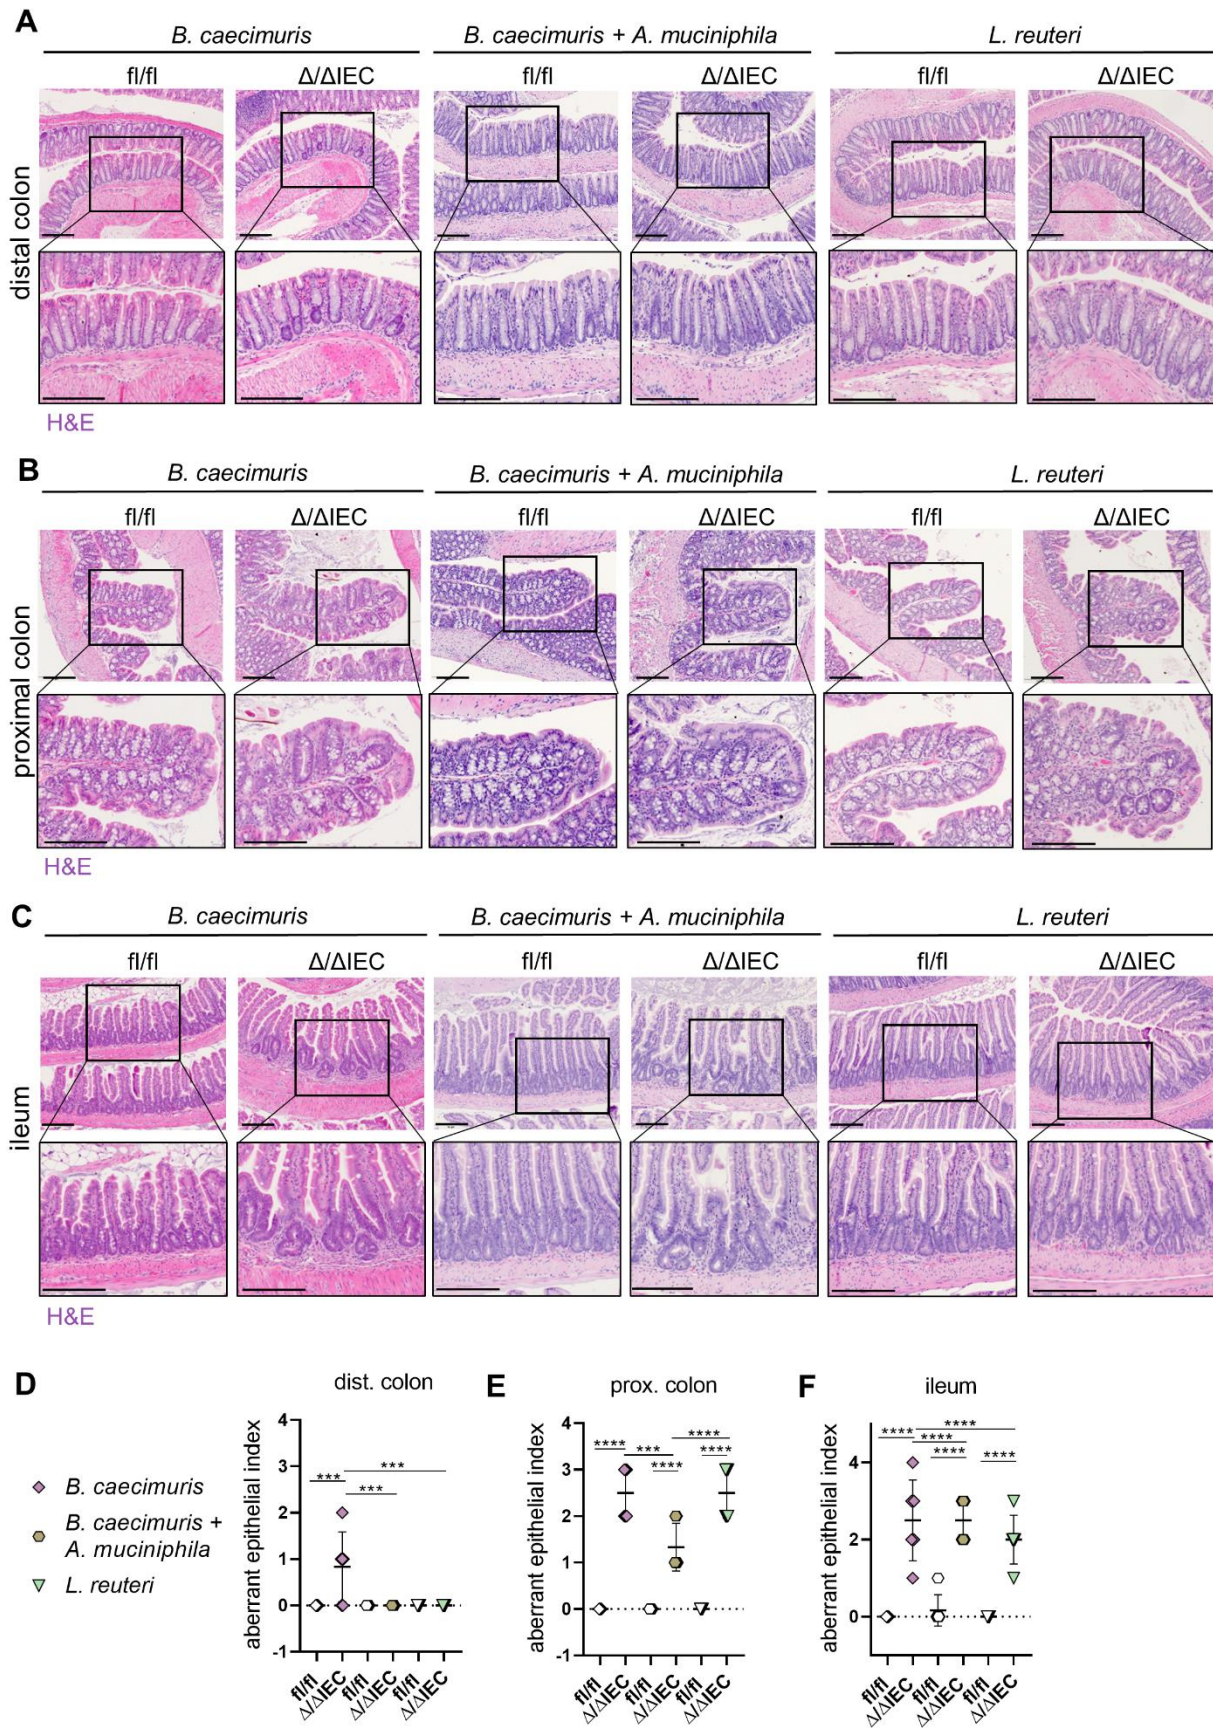 A
B. caecimuris B. caecimuris + A. muciniphila L. reuteri
fl/fl Δ/ΔIEC fl/fl Δ/ΔIEC fl/fl Δ/ΔIEC
distal colon
H&E
B
B. caecimuris B. caecimuris + A. muciniphila L. reuteri
fl/fl Δ/ΔIEC fl/fl Δ/ΔIEC fl/fl Δ/ΔIEC
proximal colon
H&E
C
B. caecimuris B. caecimuris + A. muciniphila L. reuteri
fl/fl Δ/ΔIEC fl/fl Δ/ΔIEC fl/fl Δ/ΔIEC
ileum
H&E
D
B. caecimuris
B. caecimuris +
A. muciniphila
L. reuteri
dist. colon
aberrant epithelial index
4
3
2
1
0
-1
***
***
***
fl/fl Δ/ΔIEC fl/fl Δ/ΔIEC fl/fl Δ/ΔIEC
E
prox. colon
aberrant epithelial index
4
3
2
1
0
-1
****
**** *** ****
****
fl/fl Δ/ΔIEC fl/fl Δ/ΔIEC fl/fl Δ/ΔIEC
F
ileum
aberrant epithelial index
4
2
0
****
**** **** ****
****
fl/fl Δ/ΔIEC fl/fl Δ/ΔIEC fl/fl Δ/ΔIEC